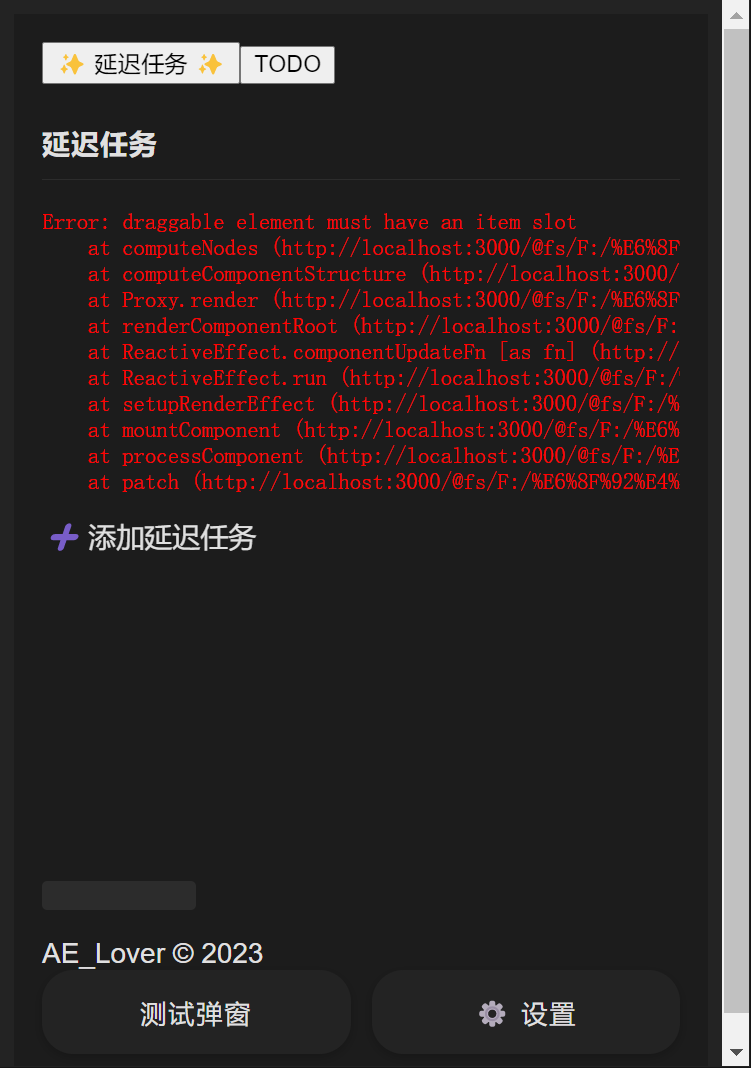 ✨ 延迟任务 ✨ TODO
延迟任务
Error: draggable element must have an item slot
at computeNodes (http://localhost:3000/@fs/F:/%E6%8F
at computeComponentStructure (http://localhost:3000/
at Proxy.render (http://localhost:3000/@fs/F:/%E6%8F
at renderComponentRoot (http://localhost:3000/@fs/F:
at ReactiveEffect.componentUpdateFn [as fn] (http://
at ReactiveEffect.run (http://localhost:3000/@fs/F:/
at setupRenderEffect (http://localhost:3000/@fs/F:/%
at mountComponent (http://localhost:3000/@fs/F:/%E6%
at processComponent (http://localhost:3000/@fs/F:/%E
at patch (http://localhost:3000/@fs/F:/%E6%8F%92%E4%
添加延迟任务
AE_Lover © 2023
测试弹窗 设置